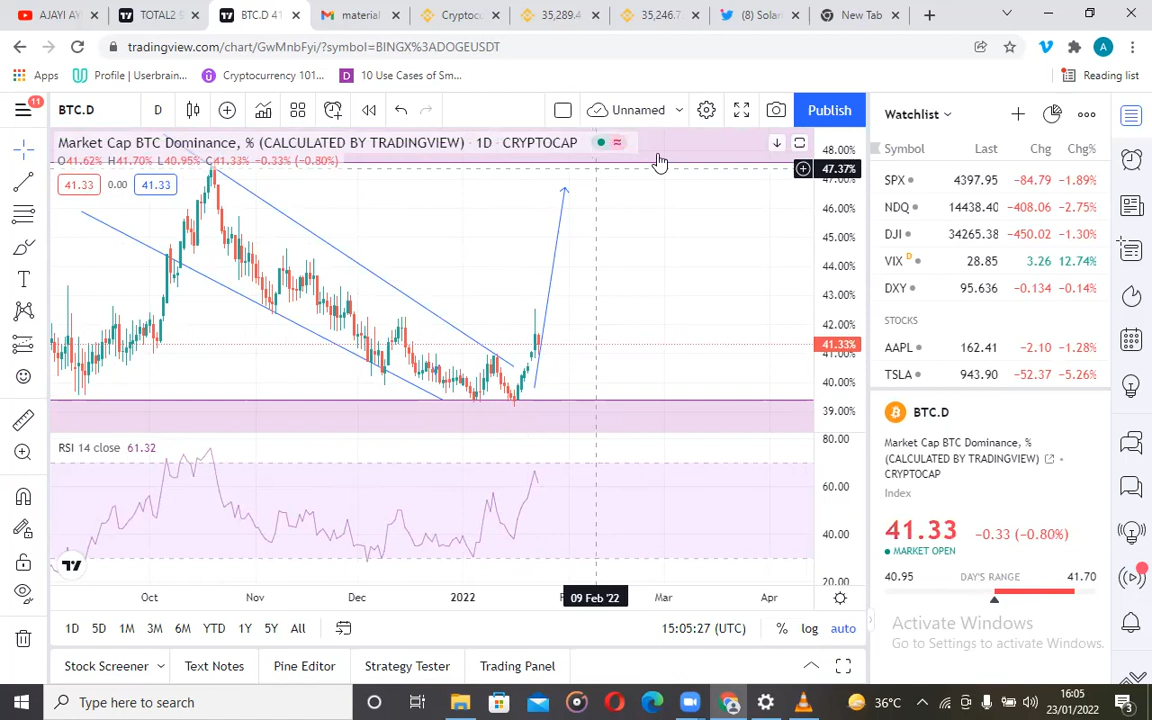 AJAYI AY
TOTAL2 S
BTC.D 41
material
Cryptoc
35,289.4
35,246.7
(8) Solar
New Tab
tradingview.com/chart/GwMnbFyi/?symbol=BINGX%3ADOGEUSDT
A
Apps
Profile | Userbrain...
Cryptocurrency 101...
10 Use Cases of Sm...
Reading list
11
BTC.D
D
Unnamed
Publish
Watchlist
Market Cap BTC Dominance, % (CALCULATED BY TRADINGVIEW) · 1D · CRYPTOCAP
O41.62% H41.70% L40.95% C41.33% −0.33 (−0.80%)
41.33 0.00 41.33
48.00%
47.37%
46.00%
45.00%
44.00%
43.00%
42.00%
41.33%
41.00%
40.00%
39.00%
RSI 14 close 61.32
80.00
60.00
40.00
20.00
Oct Nov Dec 2022 09 Feb '22 Mar Apr
1D 5D 1M 3M 6M YTD 1Y 5Y All
15:05:27 (UTC) % log auto
Stock Screener Text Notes Pine Editor Strategy Tester Trading Panel
Symbol Last Chg Chg%
SPX 4397.95 −84.79 −1.89%
NDQ 14438.40 −408.06 −2.75%
DJI 34265.38 −450.02 −1.30%
VIX D 28.85 3.26 12.74%
DXY 95.636 −0.134 −0.14%
STOCKS
AAPL 162.41 −2.10 −1.28%
TSLA 943.90 −52.37 −5.26%
BTC.D
Market Cap BTC Dominance, %
(CALCULATED BY TRADINGVIEW)
CRYPTOCAP
Index
41.33 −0.33 (−0.80%)
MARKET OPEN
40.95 DAY'S RANGE 41.70
Activate Windows
Go to Settings to activate Windows.
Type here to search
36°C
16:05
23/01/2022
3